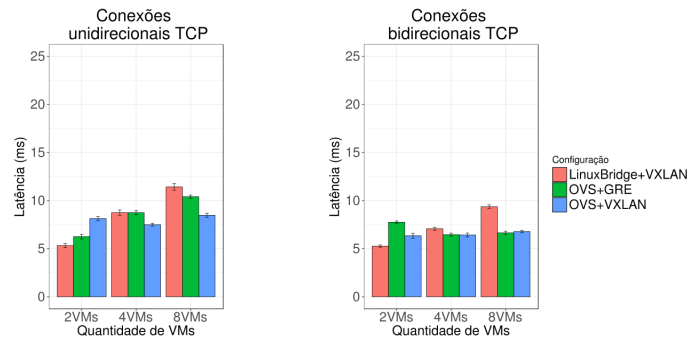 Conexões
unidirecionais TCP
25
20
15
10
5
0
Latência (ms)
2VMs 4VMs 8VMs
Quantidade de VMs
Conexões
bidirecionais TCP
25
20
15
10
5
0
Latência (ms)
2VMs 4VMs 8VMs
Quantidade de VMs
Configuração
LinuxBridge+VXLAN
OVS+GRE
OVS+VXLAN